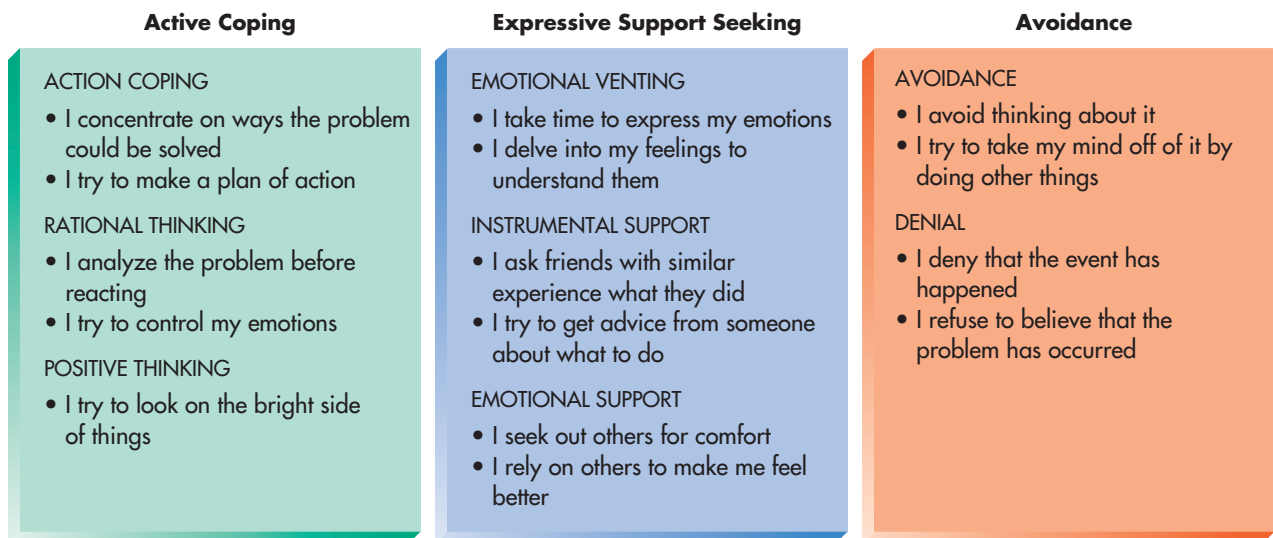 Active Coping
ACTION COPING
• I concentrate on ways the problem
could be solved
• I try to make a plan of action
RATIONAL THINKING
• I analyze the problem before
reacting
• I try to control my emotions
POSITIVE THINKING
• I try to look on the bright side
of things
Expressive Support Seeking
EMOTIONAL VENTING
• I take time to express my emotions
• I delve into my feelings to
understand them
INSTRUMENTAL SUPPORT
• I ask friends with similar
experience what they did
• I try to get advice from someone
about what to do
EMOTIONAL SUPPORT
• I seek out others for comfort
• I rely on others to make me feel
better
Avoidance
AVOIDANCE
• I avoid thinking about it
• I try to take my mind off of it by
doing other things
DENIAL
• I deny that the event has
happened
• I refuse to believe that the
problem has occurred